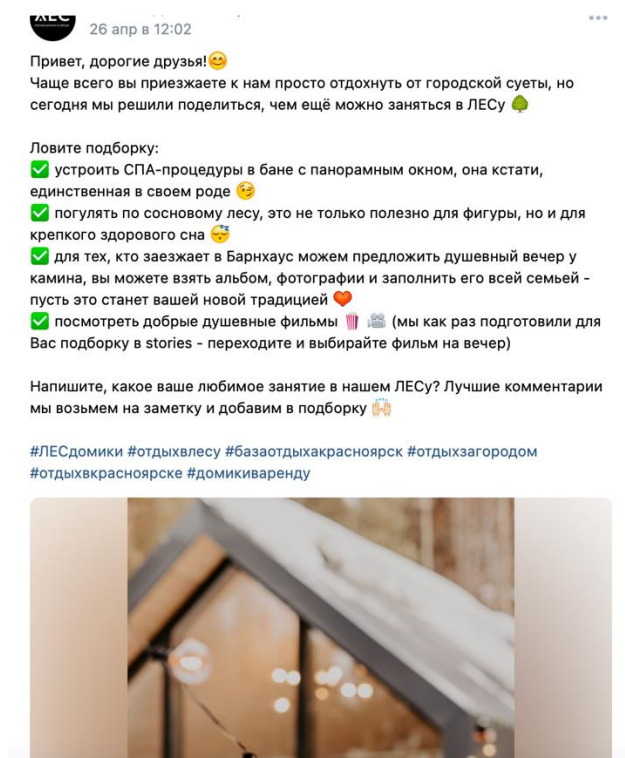 ЛЕС
26 апр в 12:02
Привет, дорогие друзья!😊
Чаще всего вы приезжаете к нам просто отдохнуть от городской суеты, но
сегодня мы решили поделиться, чем ещё можно заняться в ЛЕСу 🌳
Ловите подборку:
✅ устроить СПА-процедуры в бане с панорамным окном, она кстати,
единственная в своем роде 😉
✅ погулять по сосновому лесу, это не только полезно для фигуры, но и для
крепкого здорового сна 😴
✅ для тех, кто заезжает в Барнхаус можем предложить душевный вечер у
камина, вы можете взять альбом, фотографии и заполнить его всей семьей -
пусть это станет вашей новой традицией ❤
✅ посмотреть добрые душевные фильмы 🍿 🎥 (мы как раз подготовили для
Вас подборку в stories - переходите и выбирайте фильм на вечер)
Напишите, какое ваше любимое занятие в нашем ЛЕСу? Лучшие комментарии
мы возьмем на заметку и добавим в подборку 🙌🏻
#ЛЕСдомики #отдыхвлесу #базаотдыхакрасноярск #отдыхзагородом
#отдыхвкрасноярске #домикиваренду